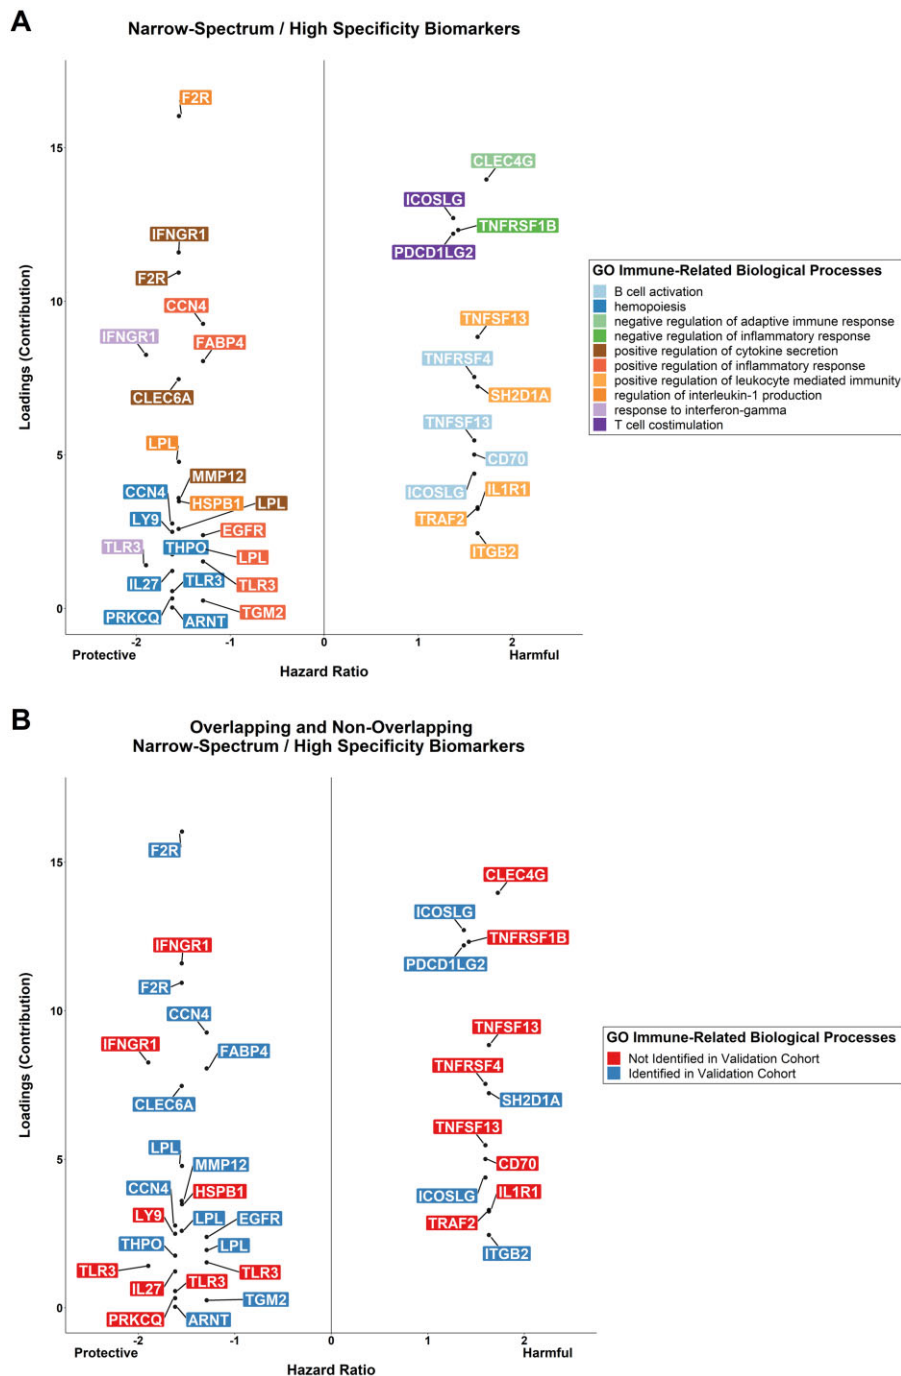 A
Narrow-Spectrum / High Specificity Biomarkers
F2R
15
CLEC4G
ICOSLG
TNFRSF1B
IFNGR1
PDCD1LG2
F2R
10
CCN4
TNFSF13
IFNGR1
FABP4
TNFRSF4
CLEC6A
SH2D1A
TNFSF13
LPL
5
CD70
MMP12
CCN4
ICOSLG
IL1R1
HSPB1
LPL
LY9
TRAF2
EGFR
TLR3
THPO
LPL
ITGB2
IL27
TLR3
TLR3
0
PRKCQ
ARNT
TGM2
Loadings (Contribution)
-2
-1
0
1
2
Protective
Harmful
Hazard Ratio
GO Immune-Related Biological Processes
B cell activation
hemopoiesis
negative regulation of adaptive immune response
negative regulation of inflammatory response
positive regulation of cytokine secretion
positive regulation of inflammatory response
positive regulation of leukocyte mediated immunity
regulation of interleukin-1 production
response to interferon-gamma
T cell costimulation
B
Overlapping and Non-Overlapping
Narrow-Spectrum / High Specificity Biomarkers
F2R
15
CLEC4G
ICOSLG
TNFRSF1B
IFNGR1
PDCD1LG2
F2R
10
CCN4
TNFSF13
IFNGR1
FABP4
TNFRSF4
CLEC6A
SH2D1A
TNFSF13
LPL
5
MMP12
CD70
CCN4
HSPB1
ICOSLG
IL1R1
LY9
LPL
EGFR
TRAF2
THPO
LPL
ITGB2
TLR3
TLR3
IL27
TLR3
TGM2
0
PRKCQ
ARNT
Loadings (Contribution)
-2
-1
0
1
2
Protective
Harmful
Hazard Ratio
GO Immune-Related Biological Processes
Not Identified in Validation Cohort
Identified in Validation Cohort